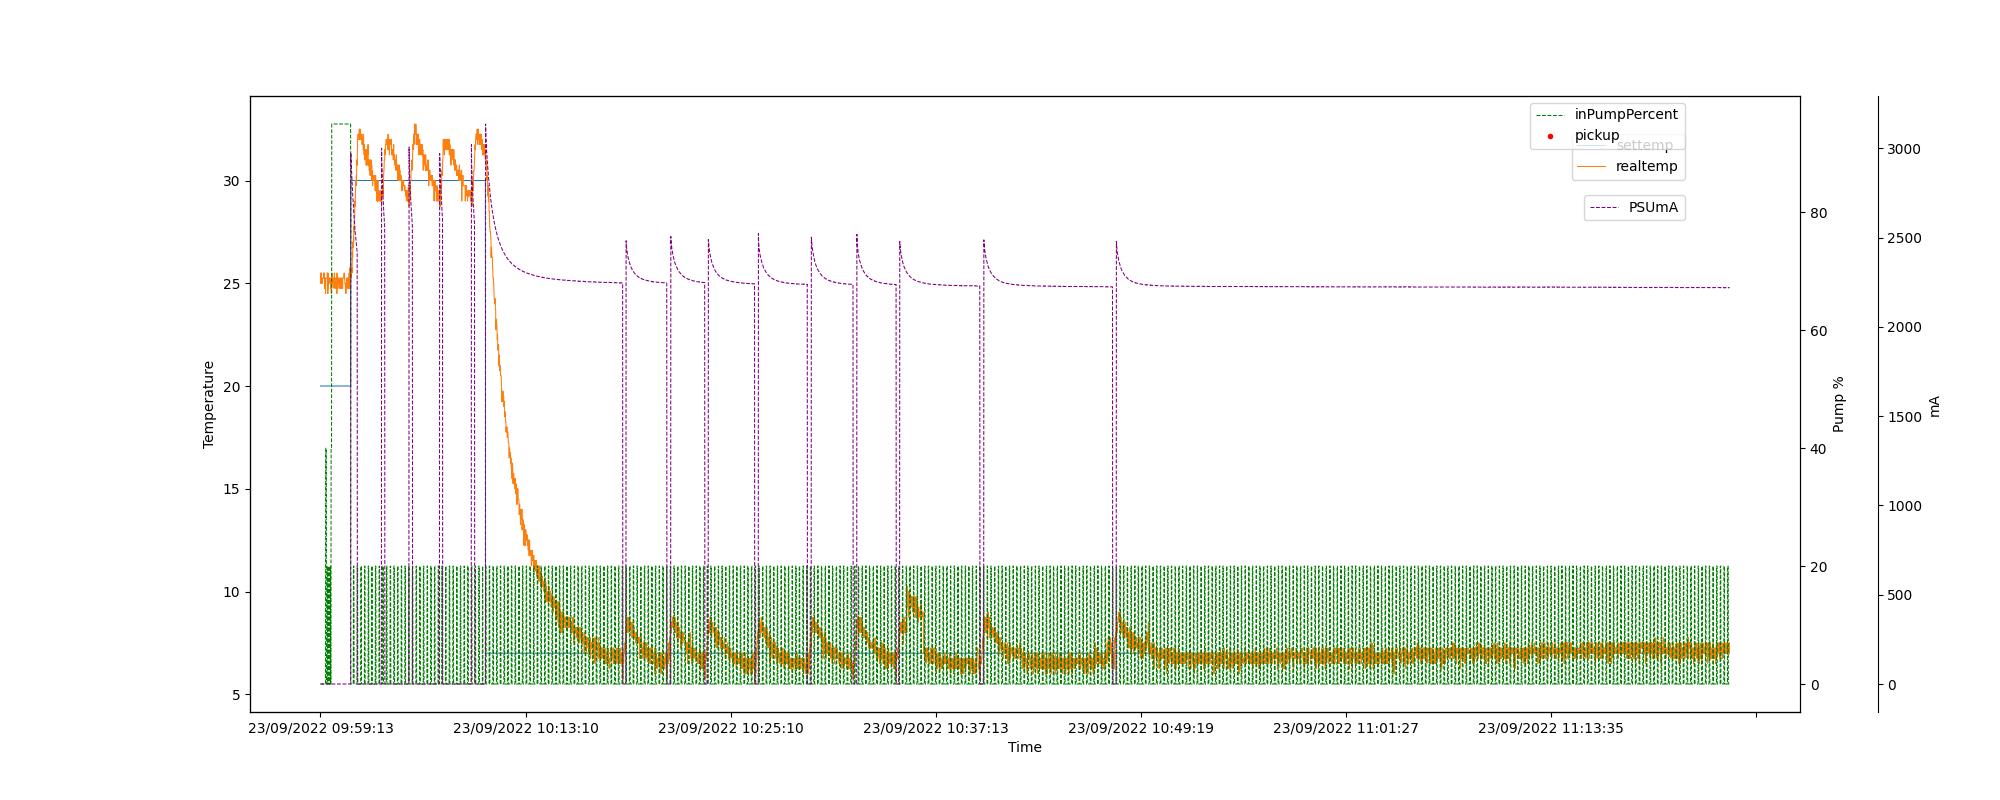 inPumpPercent
pickup
settemp
realtemp
PSUmA
Temperature
30
25
20
15
10
5
80
60
40
20
0
Pump %
3000
2500
2000
1500
1000
500
0
mA
23/09/2022 09:59:13
23/09/2022 10:13:10
23/09/2022 10:25:10
23/09/2022 10:37:13
23/09/2022 10:49:19
23/09/2022 11:01:27
23/09/2022 11:13:35
Time